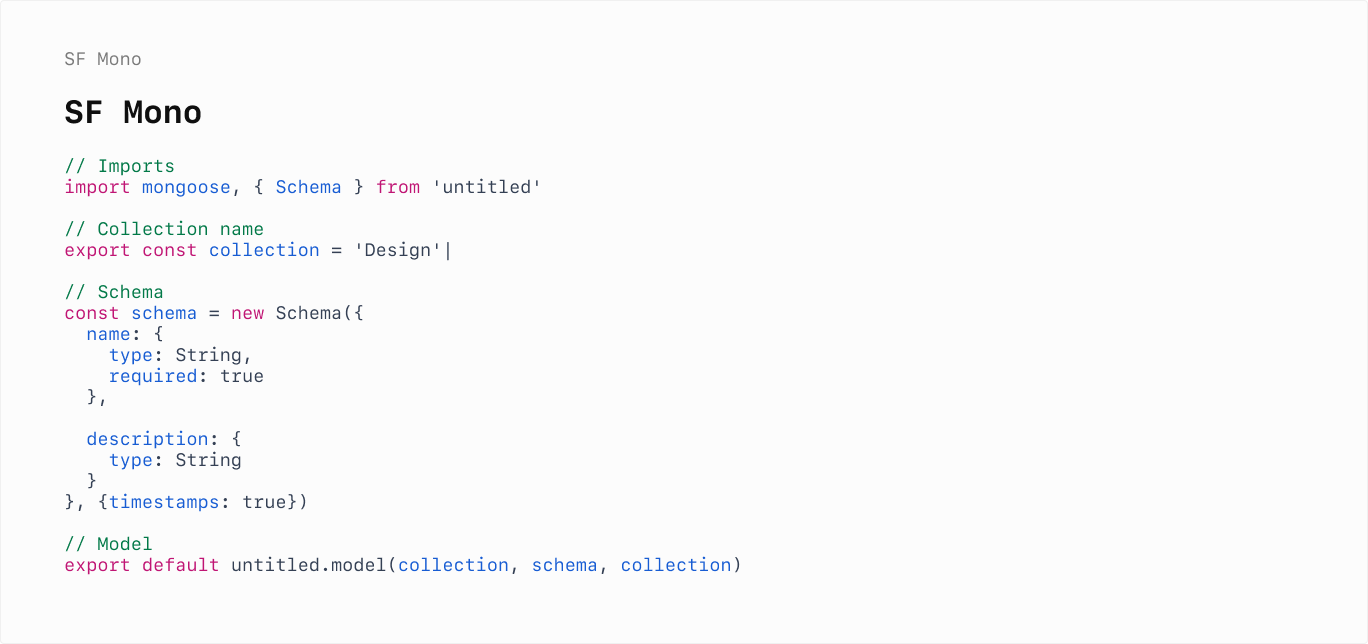 SF Mono
SF Mono
// Imports
import mongoose, { Schema } from 'untitled'
// Collection name
export const collection = 'Design'|
// Schema
const schema = new Schema({
  name: {
    type: String,
    required: true
  },
  description: {
    type: String
  }
}, {timestamps: true})
// Model
export default untitled.model(collection, schema, collection)